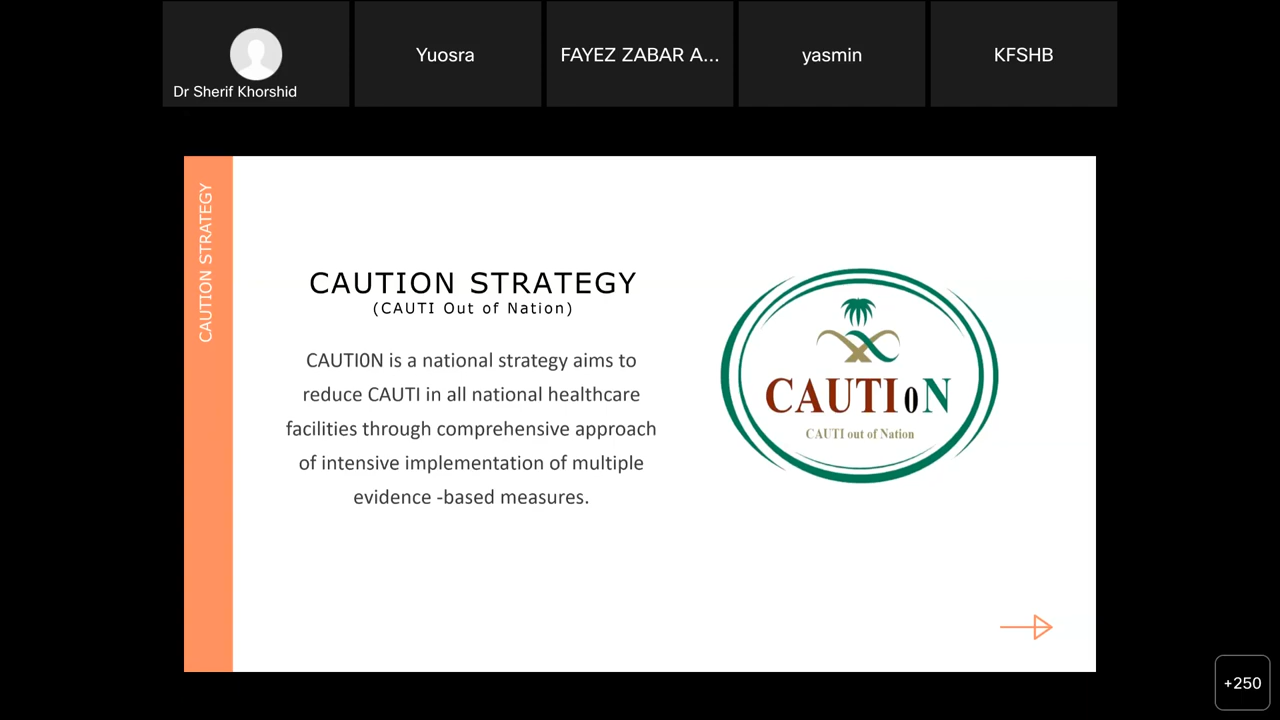 Dr Sherif Khorshid
Yuosra
FAYEZ ZABAR A...
yasmin
KFSHB
CAUTION STRATEGY
CAUTION STRATEGY
(CAUTI Out of Nation)
CAUTI0N is a national strategy aims to
reduce CAUTI in all national healthcare
facilities through comprehensive approach
of intensive implementation of multiple
evidence -based measures.
CAUTI0N
CAUTI out of Nation
+250